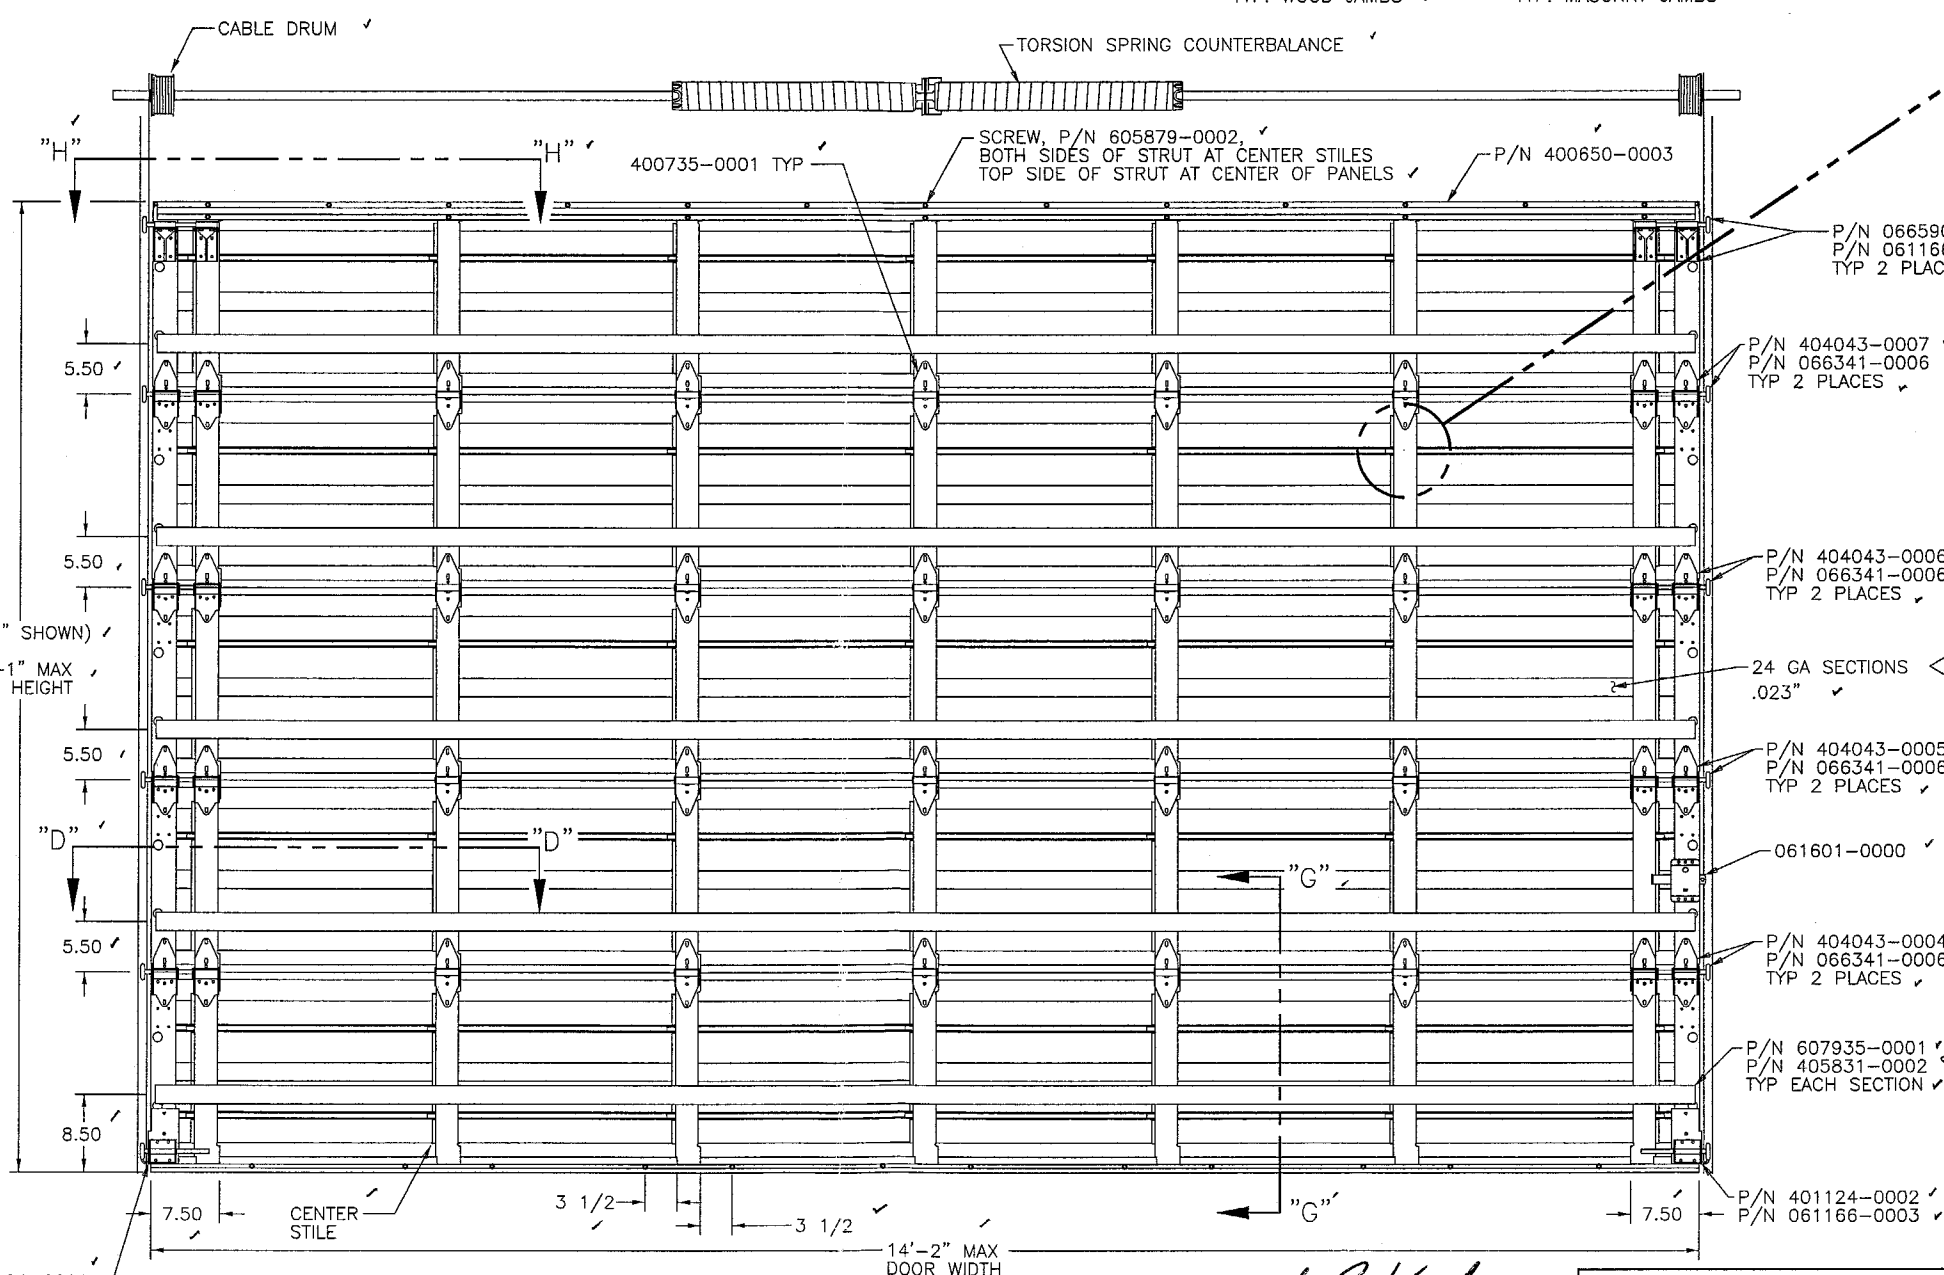 CABLE DRUM
TORSION SPRING COUNTERBALANCE
"H"
"H"
400735-0001 TYP
SCREW, P/N 605879-0002,
BOTH SIDES OF STRUT AT CENTER STILES
TOP SIDE OF STRUT AT CENTER OF PANELS
P/N 400650-0003
P/N 066590
P/N 061166
TYP 2 PLAC
5.50
P/N 404043-0007
P/N 066341-0006
TYP 2 PLACES
5.50
P/N 404043-0006
P/N 066341-0006
TYP 2 PLACES
" SHOWN)
-1" MAX
HEIGHT
24 GA SECTIONS
.023"
5.50
P/N 404043-0005
P/N 066341-0006
TYP 2 PLACES
"D"
"D"
061601-0000
"G"
5.50
P/N 404043-0004
P/N 066341-0006
TYP 2 PLACES
P/N 607935-0001
P/N 405831-0002
TYP EACH SECTION
8.50
7.50
CENTER
STILE
3 1/2
3 1/2
"G"
7.50
P/N 401124-0002
P/N 061166-0003
14'-2" MAX
DOOR WIDTH